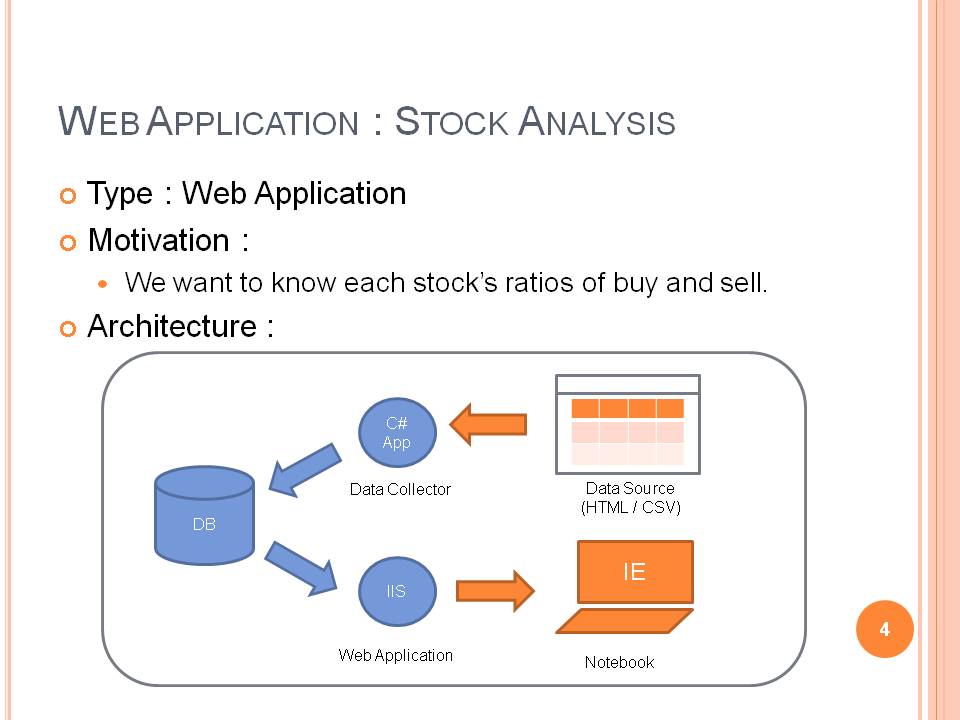 WEB APPLICATION : STOCK ANALYSIS
Type : Web Application
Motivation :
We want to know each stock's ratios of buy and sell.
Architecture :
C#
App
Data Collector
Data Source
(HTML / CSV)
DB
IIS
IE
Web Application
Notebook
4